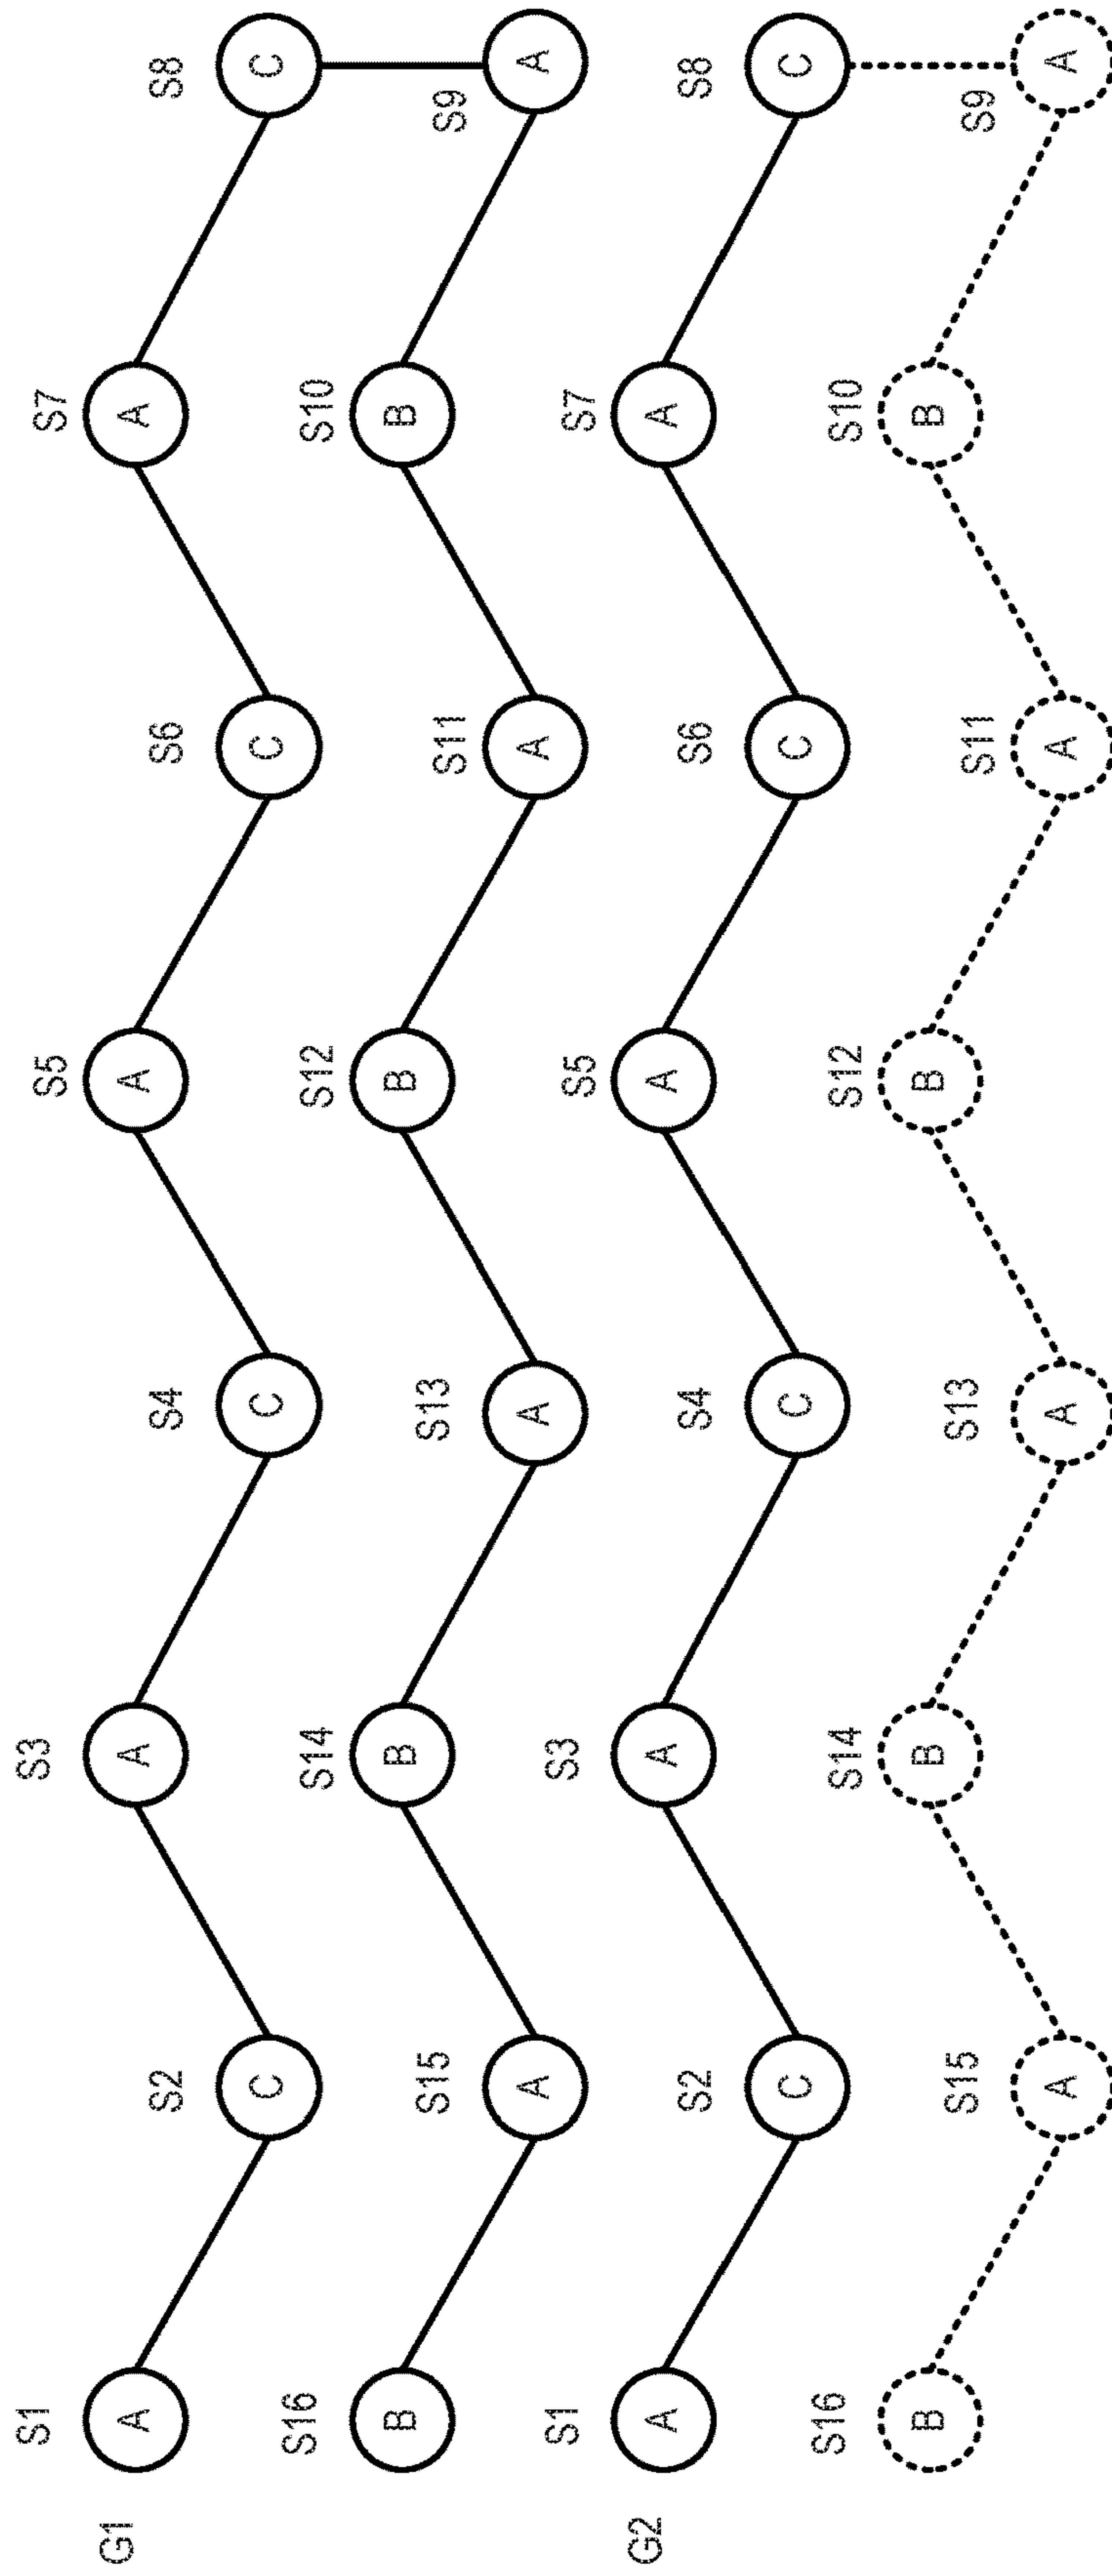 S1 S3 S5 S7
G1 A A A A
S2 S4 S6 S8
C C C C
S16 S14 S12 S10
B B B B
S15 S13 S11 S9
A A A A
S1 S3 S5 S7
G2 A A A A
S2 S4 S6 S8
C C C C
S16 S14 S12 S10
B B B B
S15 S13 S11 S9
A A A A